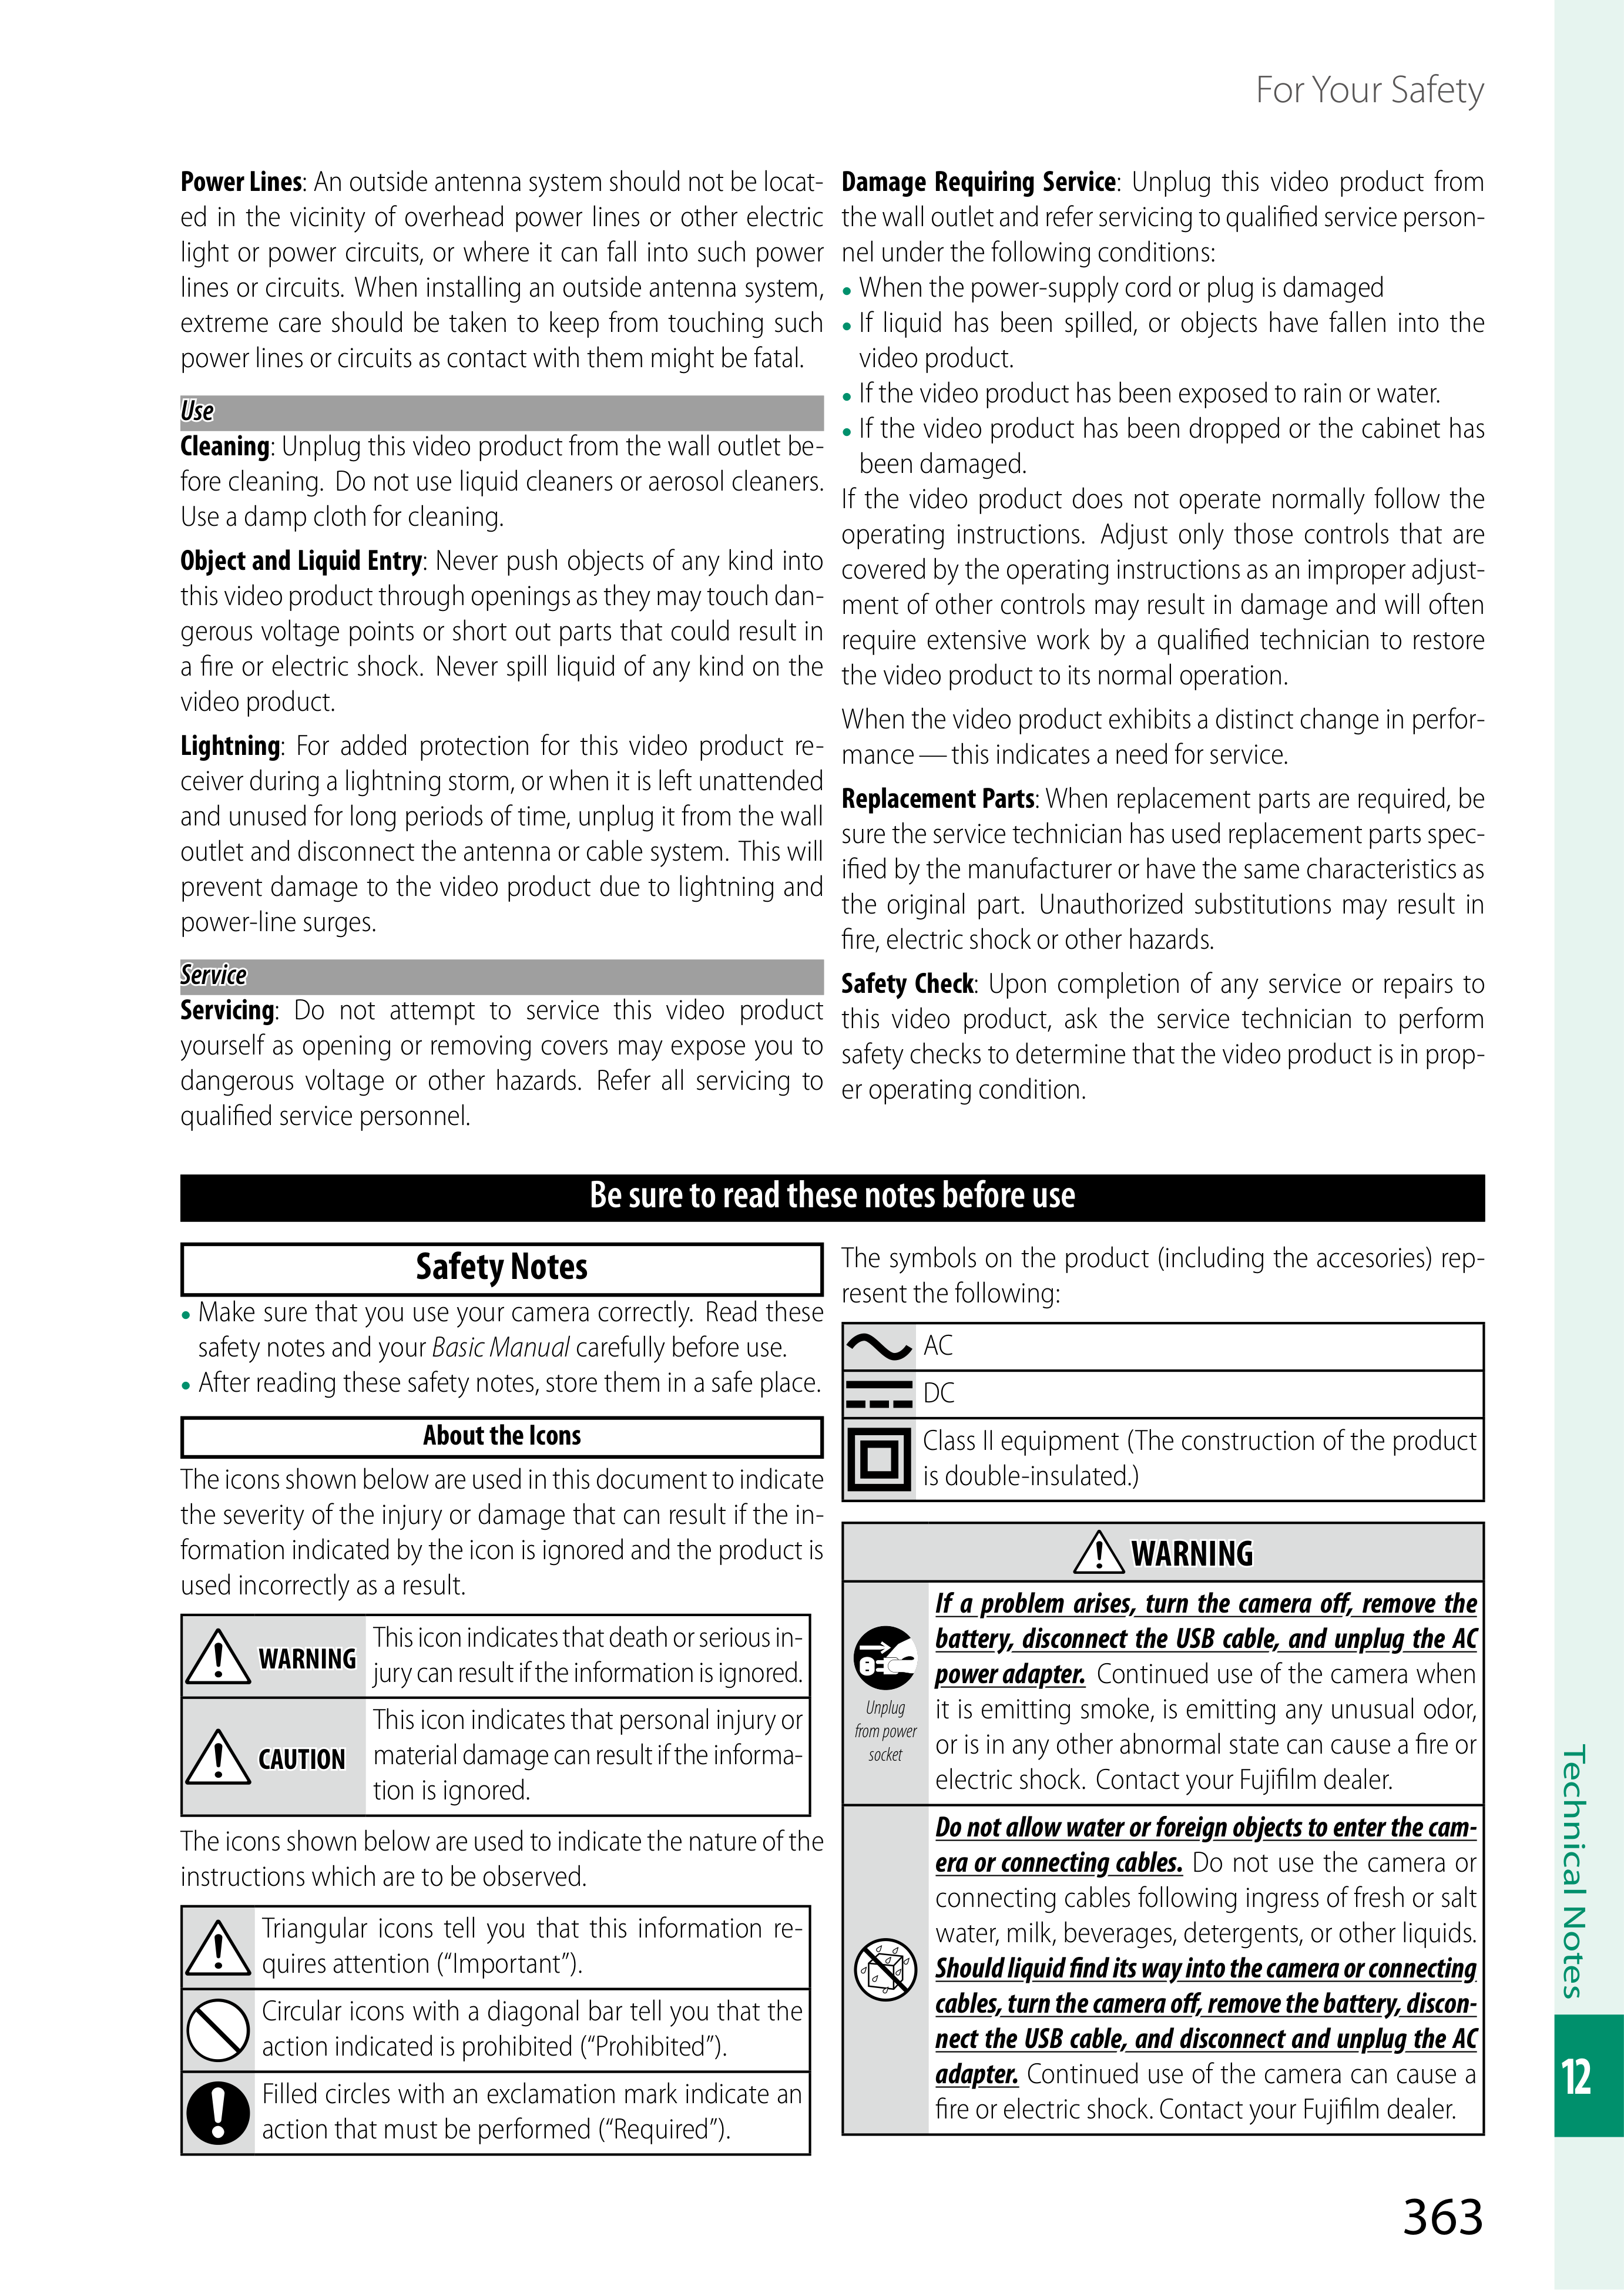 For Your Safety
Power Lines: An outside antenna system should not be locat-
ed in the vicinity of overhead power lines or other electric
light or power circuits, or where it can fall into such power
lines or circuits. When installing an outside antenna system,
extreme care should be taken to keep from touching such
power lines or circuits as contact with them might be fatal.
Use
Cleaning: Unplug this video product from the wall outlet be-
fore cleaning. Do not use liquid cleaners or aerosol cleaners.
Use a damp cloth for cleaning.
Object and Liquid Entry: Never push objects of any kind into
this video product through openings as they may touch dan-
gerous voltage points or short out parts that could result in
a fire or electric shock. Never spill liquid of any kind on the
video product.
Lightning: For added protection for this video product re-
ceiver during a lightning storm, or when it is left unattended
and unused for long periods of time, unplug it from the wall
outlet and disconnect the antenna or cable system. This will
prevent damage to the video product due to lightning and
power-line surges.
Service
Servicing: Do not attempt to service this video product
yourself as opening or removing covers may expose you to
dangerous voltage or other hazards. Refer all servicing to
qualified service personnel.
Damage Requiring Service: Unplug this video product from
the wall outlet and refer servicing to qualified service person-
nel under the following conditions:
• When the power-supply cord or plug is damaged
• If liquid has been spilled, or objects have fallen into the
video product.
• If the video product has been exposed to rain or water.
• If the video product has been dropped or the cabinet has
been damaged.
If the video product does not operate normally follow the
operating instructions. Adjust only those controls that are
covered by the operating instructions as an improper adjust-
ment of other controls may result in damage and will often
require extensive work by a qualified technician to restore
the video product to its normal operation.
When the video product exhibits a distinct change in perfor-
mance — this indicates a need for service.
Replacement Parts: When replacement parts are required, be
sure the service technician has used replacement parts spec-
ified by the manufacturer or have the same characteristics as
the original part. Unauthorized substitutions may result in
fire, electric shock or other hazards.
Safety Check: Upon completion of any service or repairs to
this video product, ask the service technician to perform
safety checks to determine that the video product is in prop-
er operating condition.
Be sure to read these notes before use
Safety Notes
• Make sure that you use your camera correctly. Read these
safety notes and your Basic Manual carefully before use.
• After reading these safety notes, store them in a safe place.
About the Icons
The icons shown below are used in this document to indicate
the severity of the injury or damage that can result if the in-
formation indicated by the icon is ignored and the product is
used incorrectly as a result.
WARNING
This icon indicates that death or serious in-
jury can result if the information is ignored.
CAUTION
This icon indicates that personal injury or
material damage can result if the informa-
tion is ignored.
The icons shown below are used to indicate the nature of the
instructions which are to be observed.
Triangular icons tell you that this information re-
quires attention (“Important”).
Circular icons with a diagonal bar tell you that the
action indicated is prohibited (“Prohibited”).
Filled circles with an exclamation mark indicate an
action that must be performed (“Required”).
The symbols on the product (including the accesories) rep-
resent the following:
AC
DC
Class II equipment (The construction of the product
is double-insulated.)
WARNING
Unplug
from power
socket
If a problem arises, turn the camera off, remove the
battery, disconnect the USB cable, and unplug the AC
power adapter. Continued use of the camera when
it is emitting smoke, is emitting any unusual odor,
or is in any other abnormal state can cause a fire or
electric shock. Contact your Fujifilm dealer.
Do not allow water or foreign objects to enter the cam-
era or connecting cables. Do not use the camera or
connecting cables following ingress of fresh or salt
water, milk, beverages, detergents, or other liquids.
Should liquid find its way into the camera or connecting
cables, turn the camera off, remove the battery, discon-
nect the USB cable, and disconnect and unplug the AC
adapter. Continued use of the camera can cause a
fire or electric shock. Contact your Fujifilm dealer.
Technical Notes
12
363